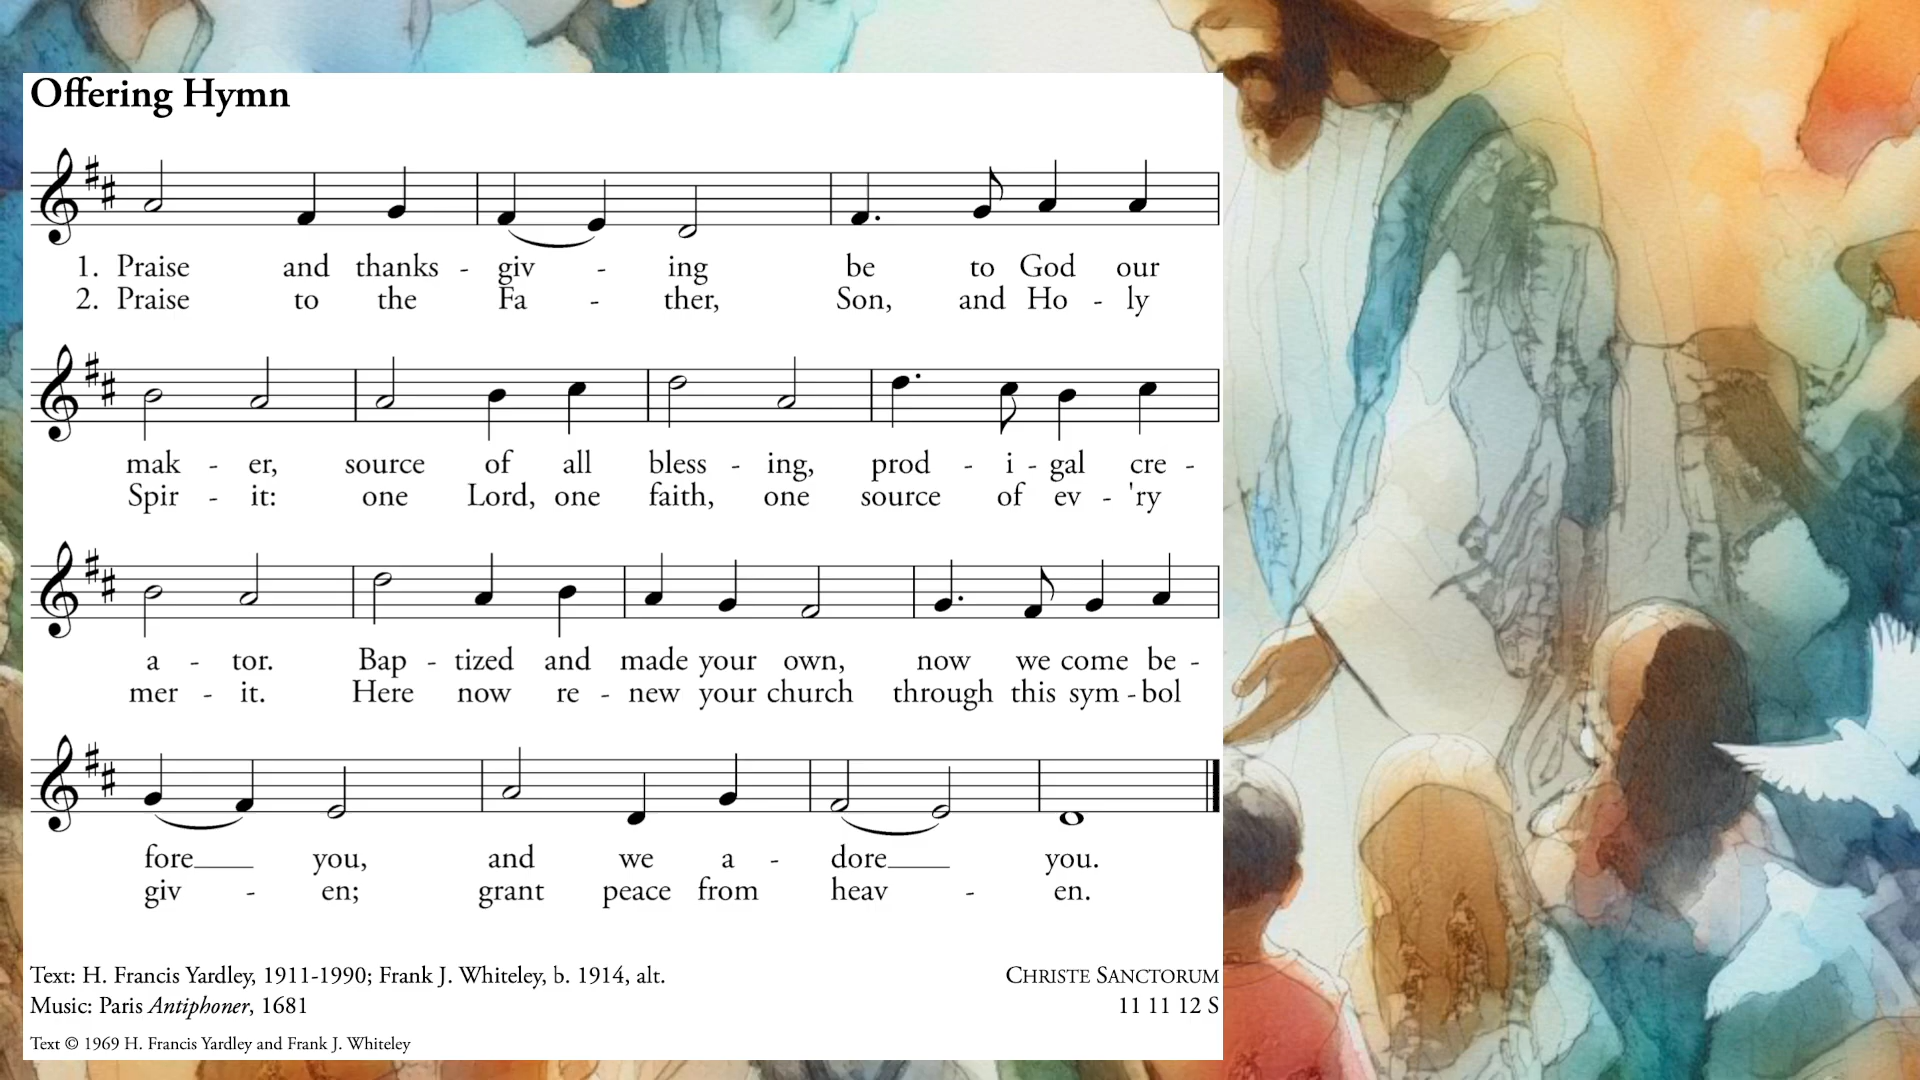 Offering Hymn
1. Praise and thanks - giv - ing be to God our
2. Praise to the Fa - ther, Son, and Ho - ly
mak - er, source of all bless - ing, prod - i - gal cre -
Spir - it: one Lord, one faith, one source of ev - 'ry
a - tor. Bap - tized and made your own, now we come be -
mer - it. Here now re - new your church through this sym - bol
fore you, and we a - dore you.
giv - en; grant peace from heav - en.
Text: H. Francis Yardley, 1911-1990; Frank J. Whiteley, b. 1914, alt. CHRISTE SANCTORUM
Music: Paris Antiphoner, 1681 11 11 12 S
Text © 1969 H. Francis Yardley and Frank J. Whiteley